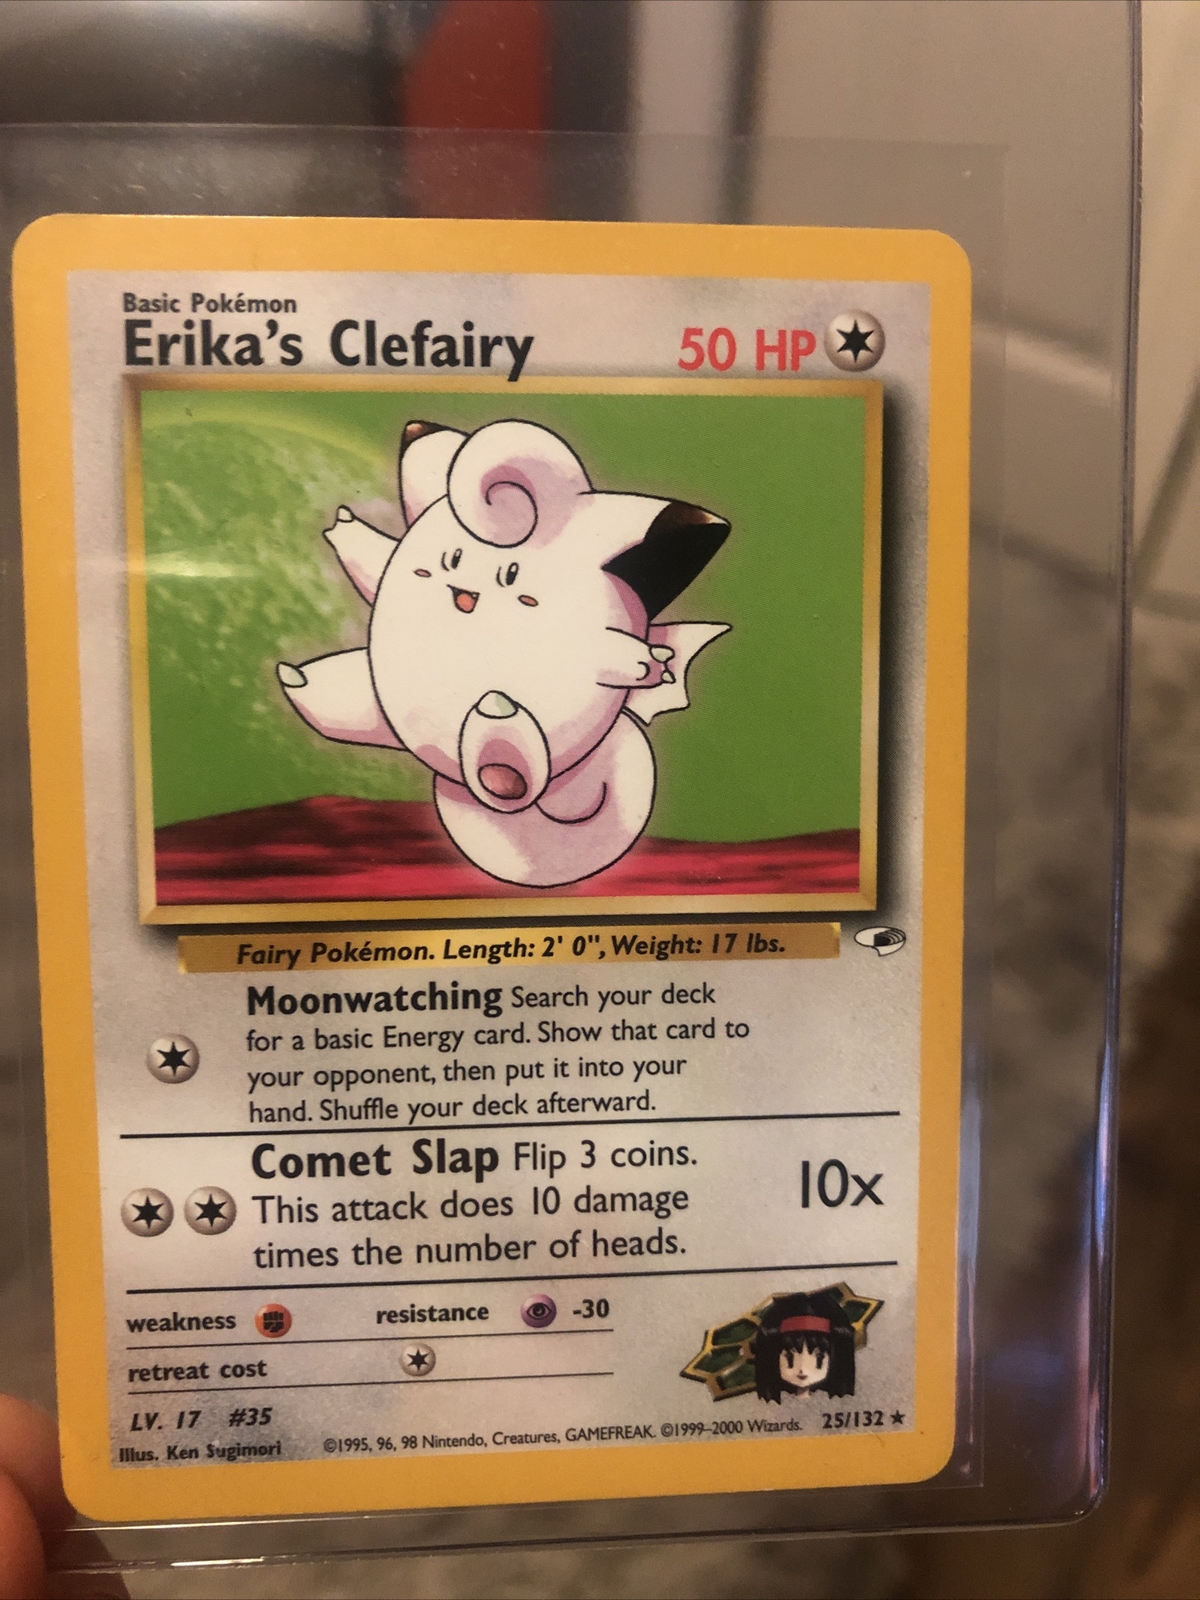 Basic Pokémon
Erika's Clefairy 50 HP
Fairy Pokémon. Length: 2' 0", Weight: 17 lbs.
Moonwatching Search your deck
for a basic Energy card. Show that card to
your opponent, then put it into your
hand. Shuffle your deck afterward.
Comet Slap Flip 3 coins.
This attack does 10 damage
times the number of heads.
10x
weakness resistance -30
retreat cost
LV. 17 #35
Illus. Ken Sugimori ©1995, 96, 98 Nintendo, Creatures, GAMEFREAK. ©1999–2000 Wizards. 25/132 ★